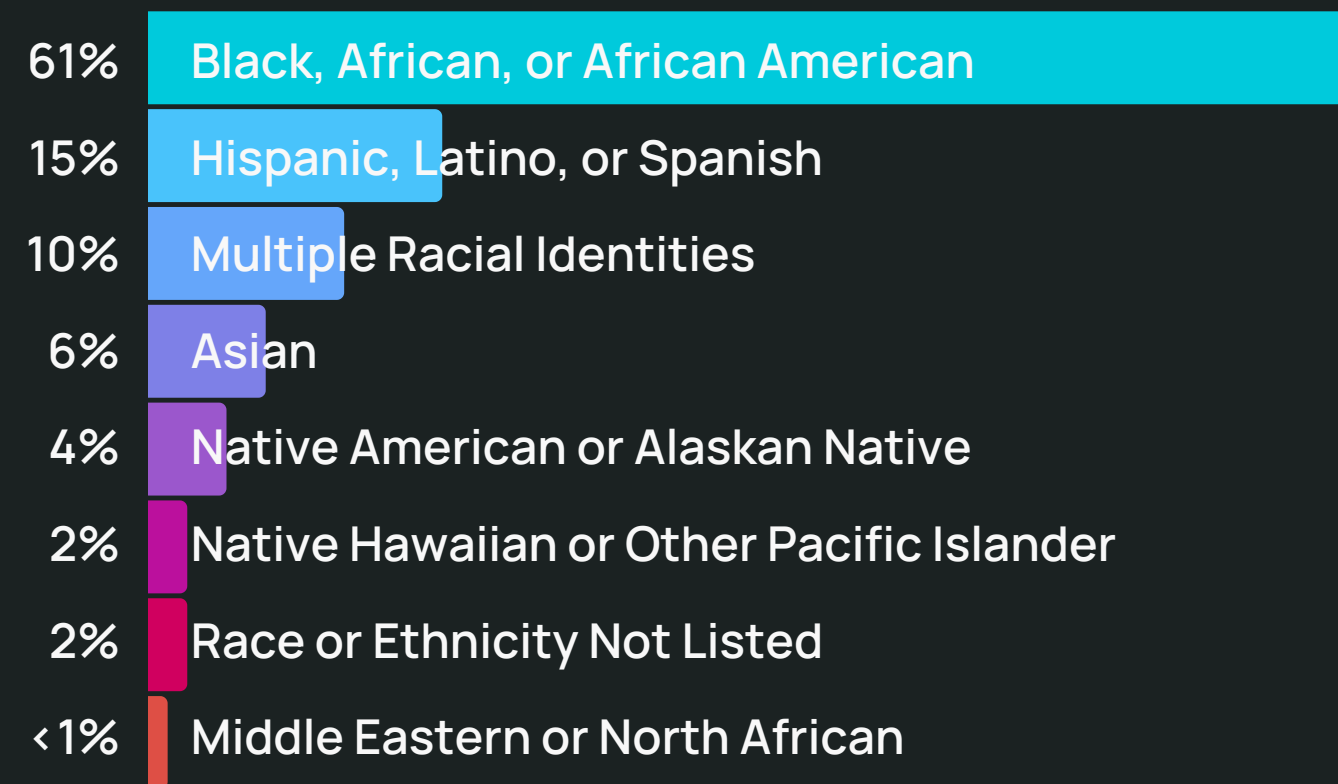 61% Black, African, or African American
15% Hispanic, Latino, or Spanish
10% Multiple Racial Identities
6% Asian
4% Native American or Alaskan Native
2% Native Hawaiian or Other Pacific Islander
2% Race or Ethnicity Not Listed
<1% Middle Eastern or North African